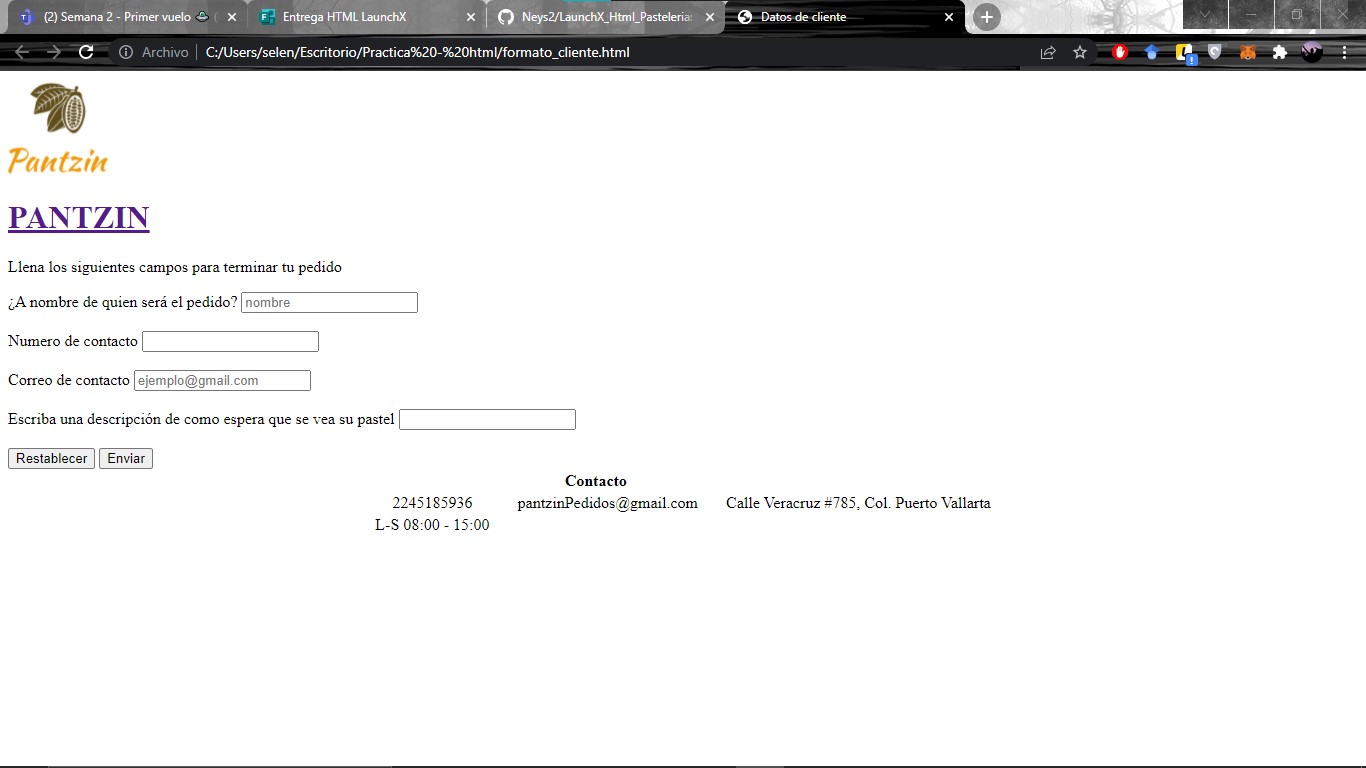 (2) Semana 2 - Primer vuelo
Entrega HTML LaunchX
Neys2/LaunchX_Html_Pasteleria:
Datos de cliente
Archivo
C:/Users/selen/Escritorio/Practica%20-%20html/formato_cliente.html
Pantzin
PANTZIN
Llena los siguientes campos para terminar tu pedido
¿A nombre de quien será el pedido? nombre
Numero de contacto
Correo de contacto ejemplo@gmail.com
Escriba una descripción de como espera que se vea su pastel
Restablecer Enviar
Contacto
2245185936 pantzinPedidos@gmail.com Calle Veracruz #785, Col. Puerto Vallarta
L-S 08:00 - 15:00